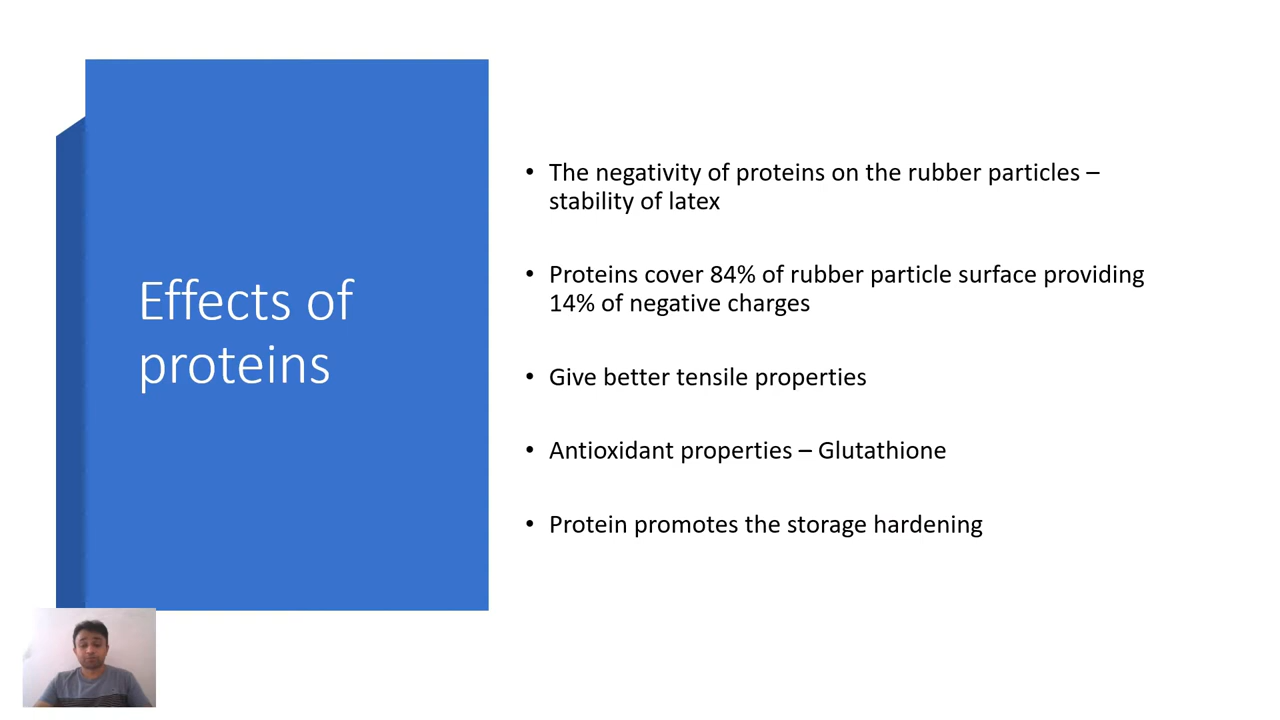 Effects of
proteins
• The negativity of proteins on the rubber particles –
stability of latex
• Proteins cover 84% of rubber particle surface providing
14% of negative charges
• Give better tensile properties
• Antioxidant properties – Glutathione
• Protein promotes the storage hardening